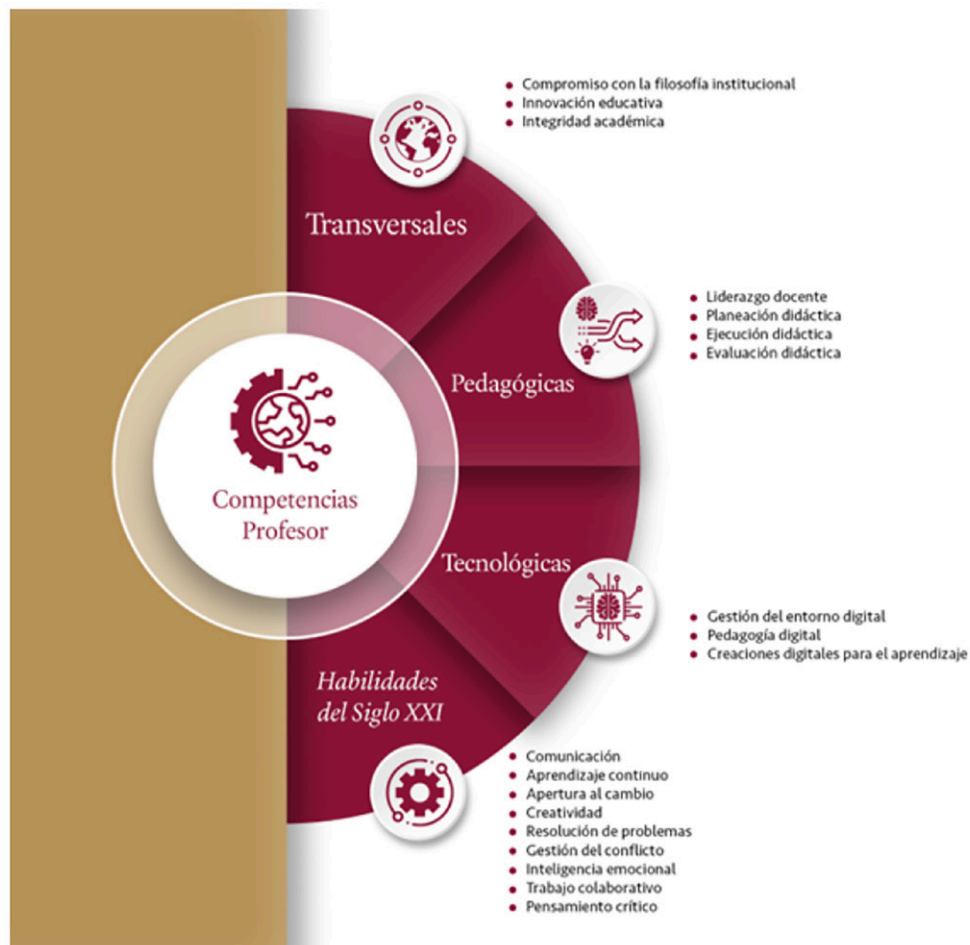 • Compromiso con la filosofía institucional
• Innovación educativa
• Integridad académica
Transversales
• Liderazgo docente
• Planeación didáctica
• Ejecución didáctica
• Evaluación didáctica
Pedagógicas
Competencias
Profesor
Tecnológicas
• Gestión del entorno digital
• Pedagogía digital
• Creaciones digitales para el aprendizaje
Habilidades
del Siglo XXI
• Comunicación
• Aprendizaje continuo
• Apertura al cambio
• Creatividad
• Resolución de problemas
• Gestión del conflicto
• Inteligencia emocional
• Trabajo colaborativo
• Pensamiento crítico